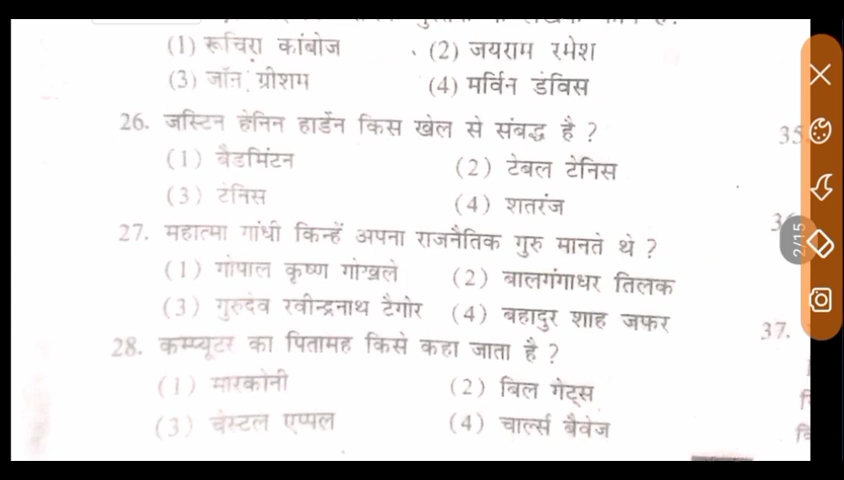 (1) रूचिरा कांबोज (2) जयराम रमेश
(3) जॉन ग्रीशम (4) मर्विन डेविस
26. जस्टिन हेनिन हार्डेन किस खेल से संबद्ध है ?
(1) बैडमिंटन (2) टेबल टेनिस
(3) टेनिस (4) शतरंज
27. महात्मा गांधी किन्हें अपना राजनैतिक गुरु मानते थे ?
(1) गोपाल कृष्ण गोखले (2) बालगंगाधर तिलक
(3) गुरुदेव रवीन्द्रनाथ टैगोर (4) बहादुर शाह जफर
28. कम्प्यूटर का पितामह किसे कहा जाता है ?
(1) मारकोनी (2) बिल गेट्स
(3) वेस्टल एप्पल (4) चार्ल्स बैवेज
35
37.
2/15